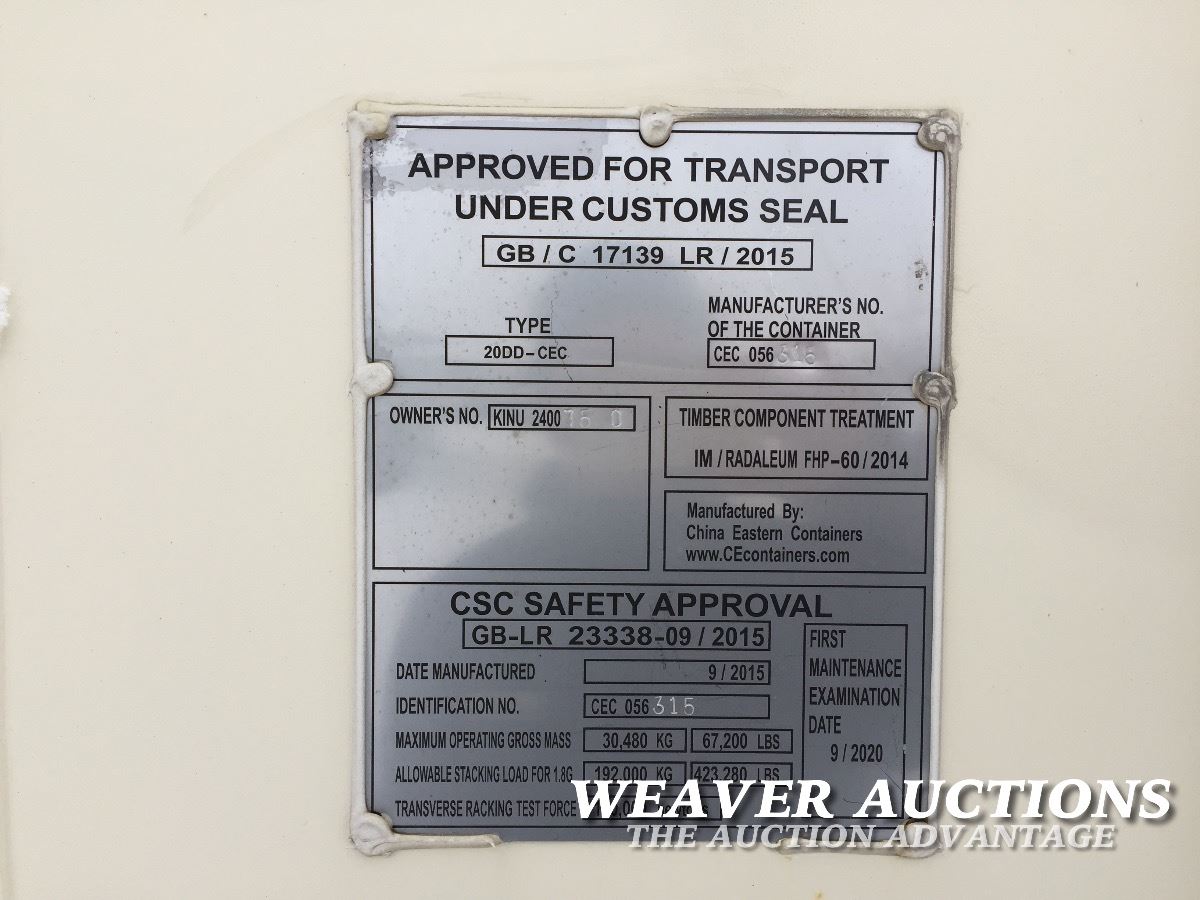 APPROVED FOR TRANSPORT
UNDER CUSTOMS SEAL
GB / C 17139 LR / 2015
TYPE
20DD-CEC
MANUFACTURER'S NO.
OF THE CONTAINER
CEC 056315
OWNER'S NO. KINU 2400
TIMBER COMPONENT TREATMENT
IM / RADALEUM FHP-60 / 2014
Manufactured By:
China Eastern Containers
www.CEcontainers.com
CSC SAFETY APPROVAL
GB-LR 23338-09 / 2015
DATE MANUFACTURED 9 / 2015
IDENTIFICATION NO. CEC 056315
MAXIMUM OPERATING GROSS MASS 30,480 KG 67,200 LBS
ALLOWABLE STACKING LOAD FOR 1.8G 192,000 KG 423,280 LBS
TRANSVERSE RACKING TEST FORCE
FIRST
MAINTENANCE
EXAMINATION
DATE
9 / 2020
WEAVER AUCTIONS
THE AUCTION ADVANTAGE